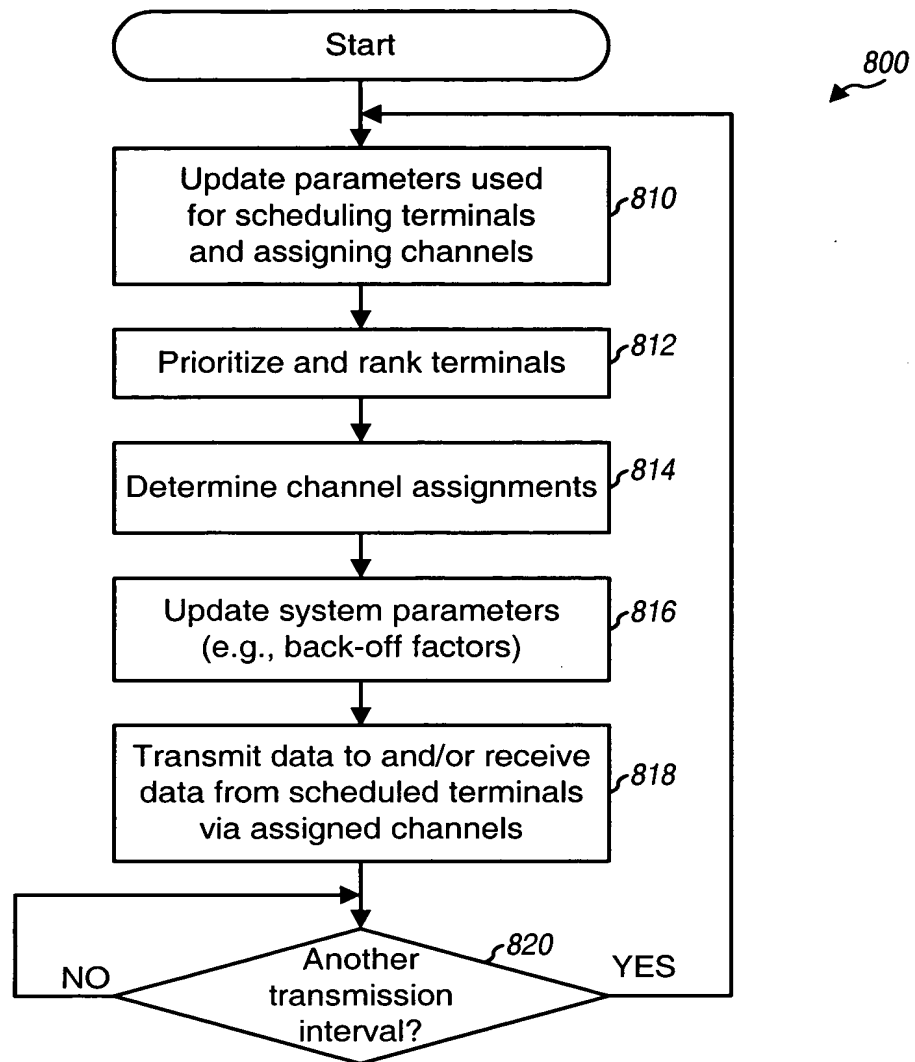 Start
800
Update parameters used
for scheduling terminals
and assigning channels
810
Prioritize and rank terminals
812
Determine channel assignments
814
Update system parameters
(e.g., back-off factors)
816
Transmit data to and/or receive
data from scheduled terminals
via assigned channels
818
820
NO
Another
transmission
interval?
YES